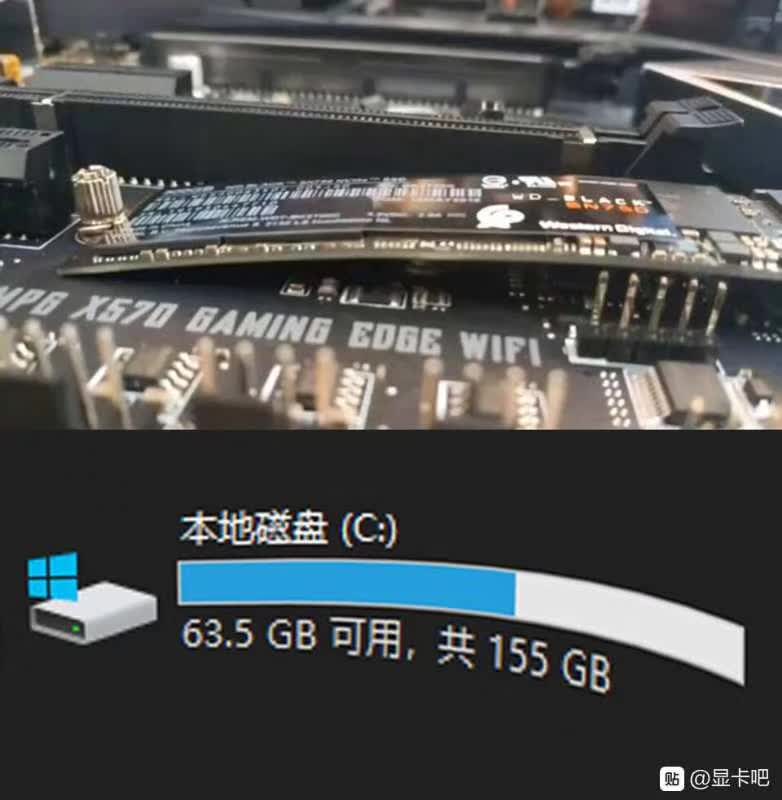 WD_BLACK
SN750
Western Digital
MPG X570 GAMING EDGE WIFI
本地磁盘 (C:)
63.5 GB 可用，共 155 GB
贴 @显卡吧